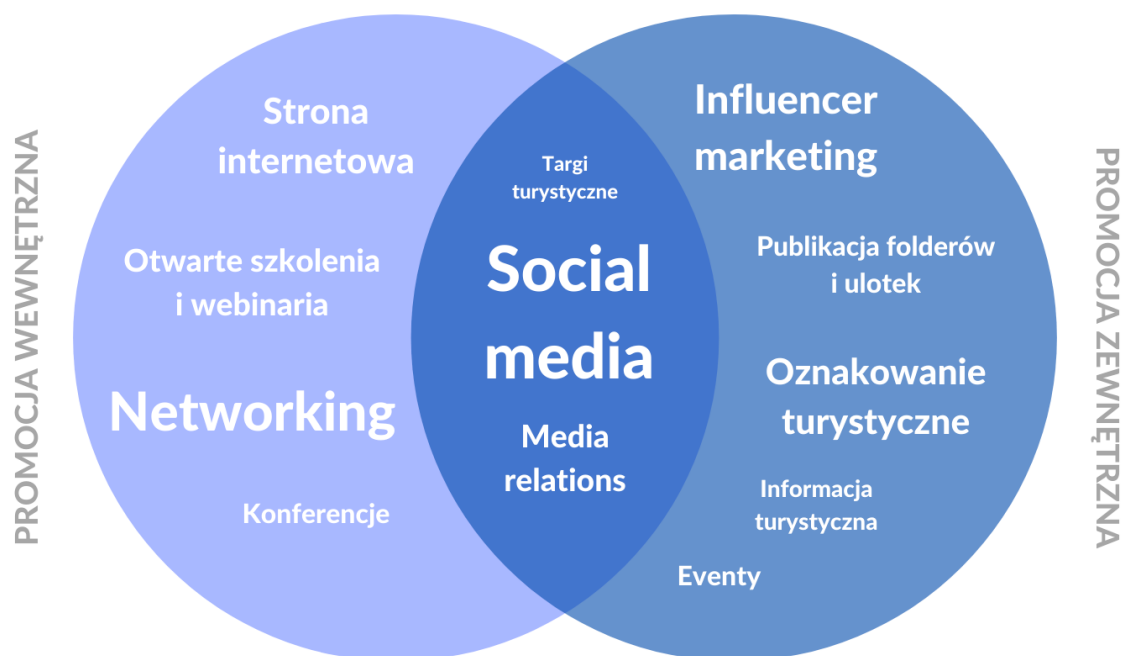 PROMOCJA WEWNĘTRZNA
Strona
internetowa
Otwarte szkolenia
i webinaria
Networking
Konferencje
Targi
turystyczne
Social
media
Media
relations
Influencer
marketing
Publikacja folderów
i ulotek
Oznakowanie
turystyczne
Informacja
turystyczna
Eventy
PROMOCJA ZEWNĘTRZNA